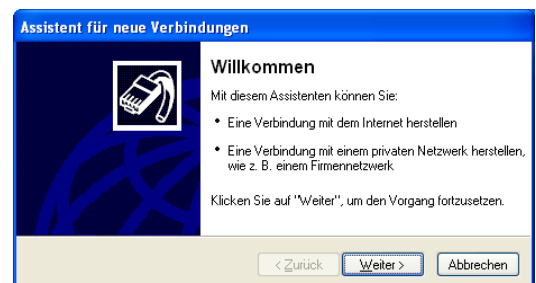 Assistent für neue Verbindungen
Willkommen
Mit diesem Assistenten können Sie:
• Eine Verbindung mit dem Internet herstellen
• Eine Verbindung mit einem privaten Netzwerk herstellen,
wie z. B. einem Firmennetzwerk
Klicken Sie auf "Weiter", um den Vorgang fortzusetzen.
< Zurück Weiter > Abbrechen